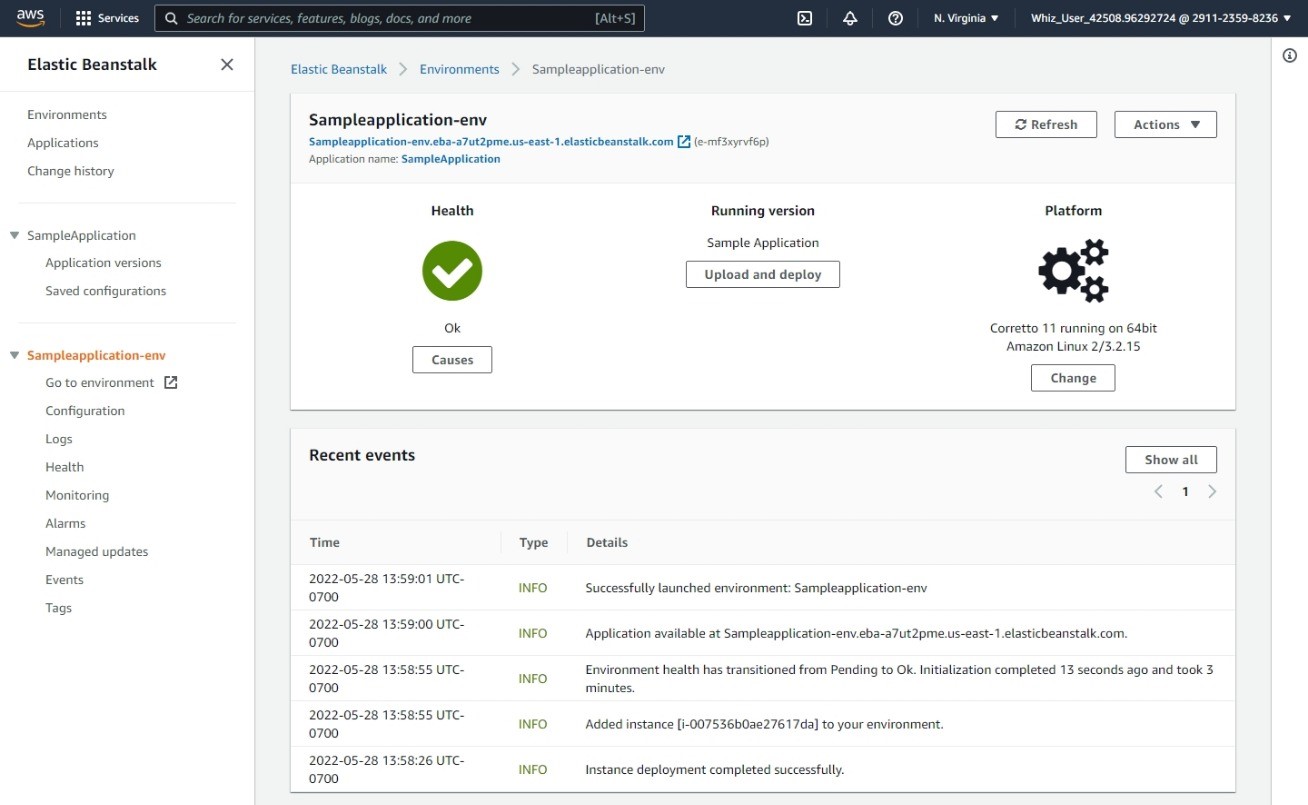 aws Services Search for services, features, blogs, docs, and more [Alt+S] N. Virginia Whiz_User_42508.96292724 @ 2911-2359-8236
Elastic Beanstalk
Environments
Applications
Change history
SampleApplication
Application versions
Saved configurations
Sampleapplication-env
Go to environment
Configuration
Logs
Health
Monitoring
Alarms
Managed updates
Events
Tags
Elastic Beanstalk Environments Sampleapplication-env
Sampleapplication-env
Sampleapplication-env.eba-a7ut2pme.us-east-1.elasticbeanstalk.com (e-mf3xyrvf6p)
Application name: SampleApplication
Refresh Actions
Health
Ok
Causes
Running version
Sample Application
Upload and deploy
Platform
Corretto 11 running on 64bit
Amazon Linux 2/3.2.15
Change
Recent events
Show all
1
Time Type Details
2022-05-28 13:59:01 UTC-
0700
INFO
Successfully launched environment: Sampleapplication-env
2022-05-28 13:59:00 UTC-
0700
INFO
Application available at Sampleapplication-env.eba-a7ut2pme.us-east-1.elasticbeanstalk.com.
2022-05-28 13:58:55 UTC-
0700
INFO
Environment health has transitioned from Pending to Ok. Initialization completed 13 seconds ago and took 3
minutes.
2022-05-28 13:58:55 UTC-
0700
INFO
Added instance [i-007536b0ae27617da] to your environment.
2022-05-28 13:58:26 UTC-
0700
INFO
Instance deployment completed successfully.